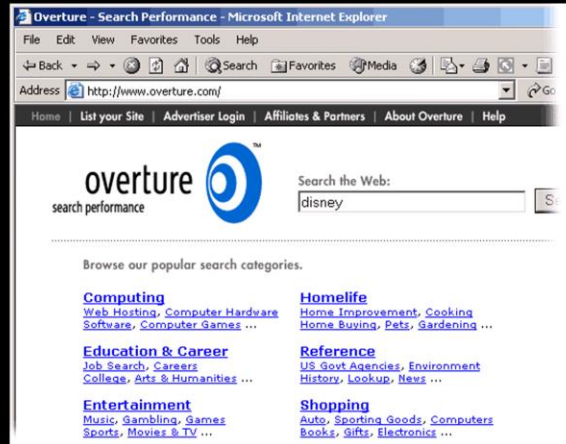 Overture - Search Performance - Microsoft Internet Explorer
File Edit View Favorites Tools Help
Back Search Favorites Media
Address http://www.overture.com/ Go
Home | List your Site | Advertiser Login | Affiliates & Partners | About Overture | Help
overture TM
search performance
Search the Web:
disney
Browse our popular search categories.
Computing
Web Hosting, Computer Hardware
Software, Computer Games ...
Homelife
Home Improvement, Cooking
Home Buying, Pets, Gardening ...
Education & Career
Job Search, Careers
College, Arts & Humanities ...
Reference
US Govt Agencies, Environment
History, Lookup, News ...
Entertainment
Music, Gambling, Games
Sports, Movies & TV ...
Shopping
Auto, Sporting Goods, Computers
Books, Gifts, Electronics ...